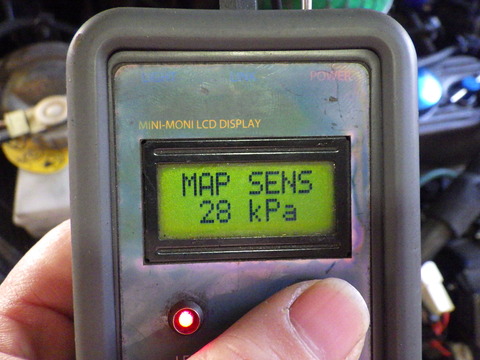 POWER
MINI-MONI LCD DISPLAY
MAP SENS
28 kPa